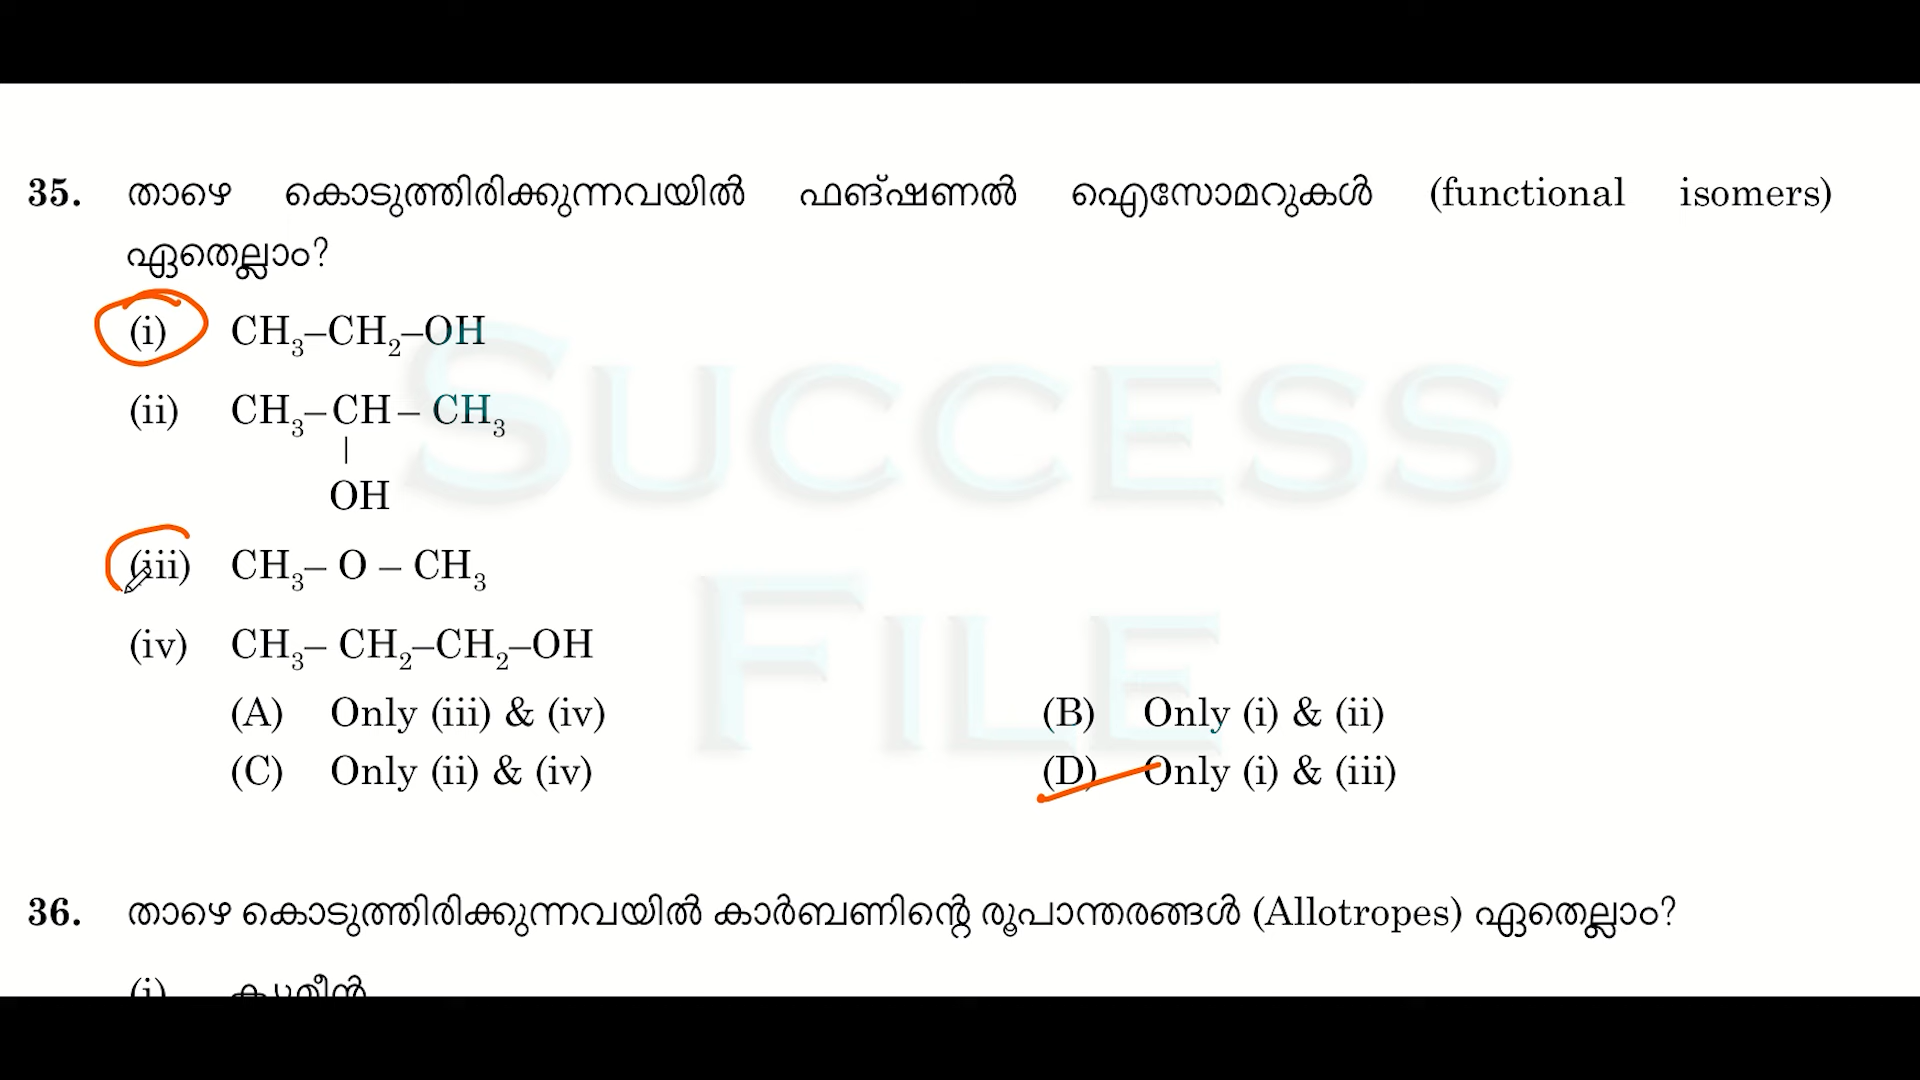 35. താഴെ കൊടുത്തിരിക്കുന്നവയിൽ ഫങ്ഷണൽ ഐസോമറുകൾ (functional isomers)
ഏതെല്ലാം?
(i) CH₃–CH₂–OH
(ii) CH₃–CH–CH₃
|
OH
(iii) CH₃–O–CH₃
(iv) CH₃–CH₂–CH₂–OH
(A) Only (iii) & (iv) (B) Only (i) & (ii)
(C) Only (ii) & (iv) (D) Only (i) & (iii)
36. താഴെ കൊടുത്തിരിക്കുന്നവയിൽ കാർബണിന്റെ രൂപാന്തരങ്ങൾ (Allotropes) ഏതെല്ലാം?
(i)
SUCCESS
FILE